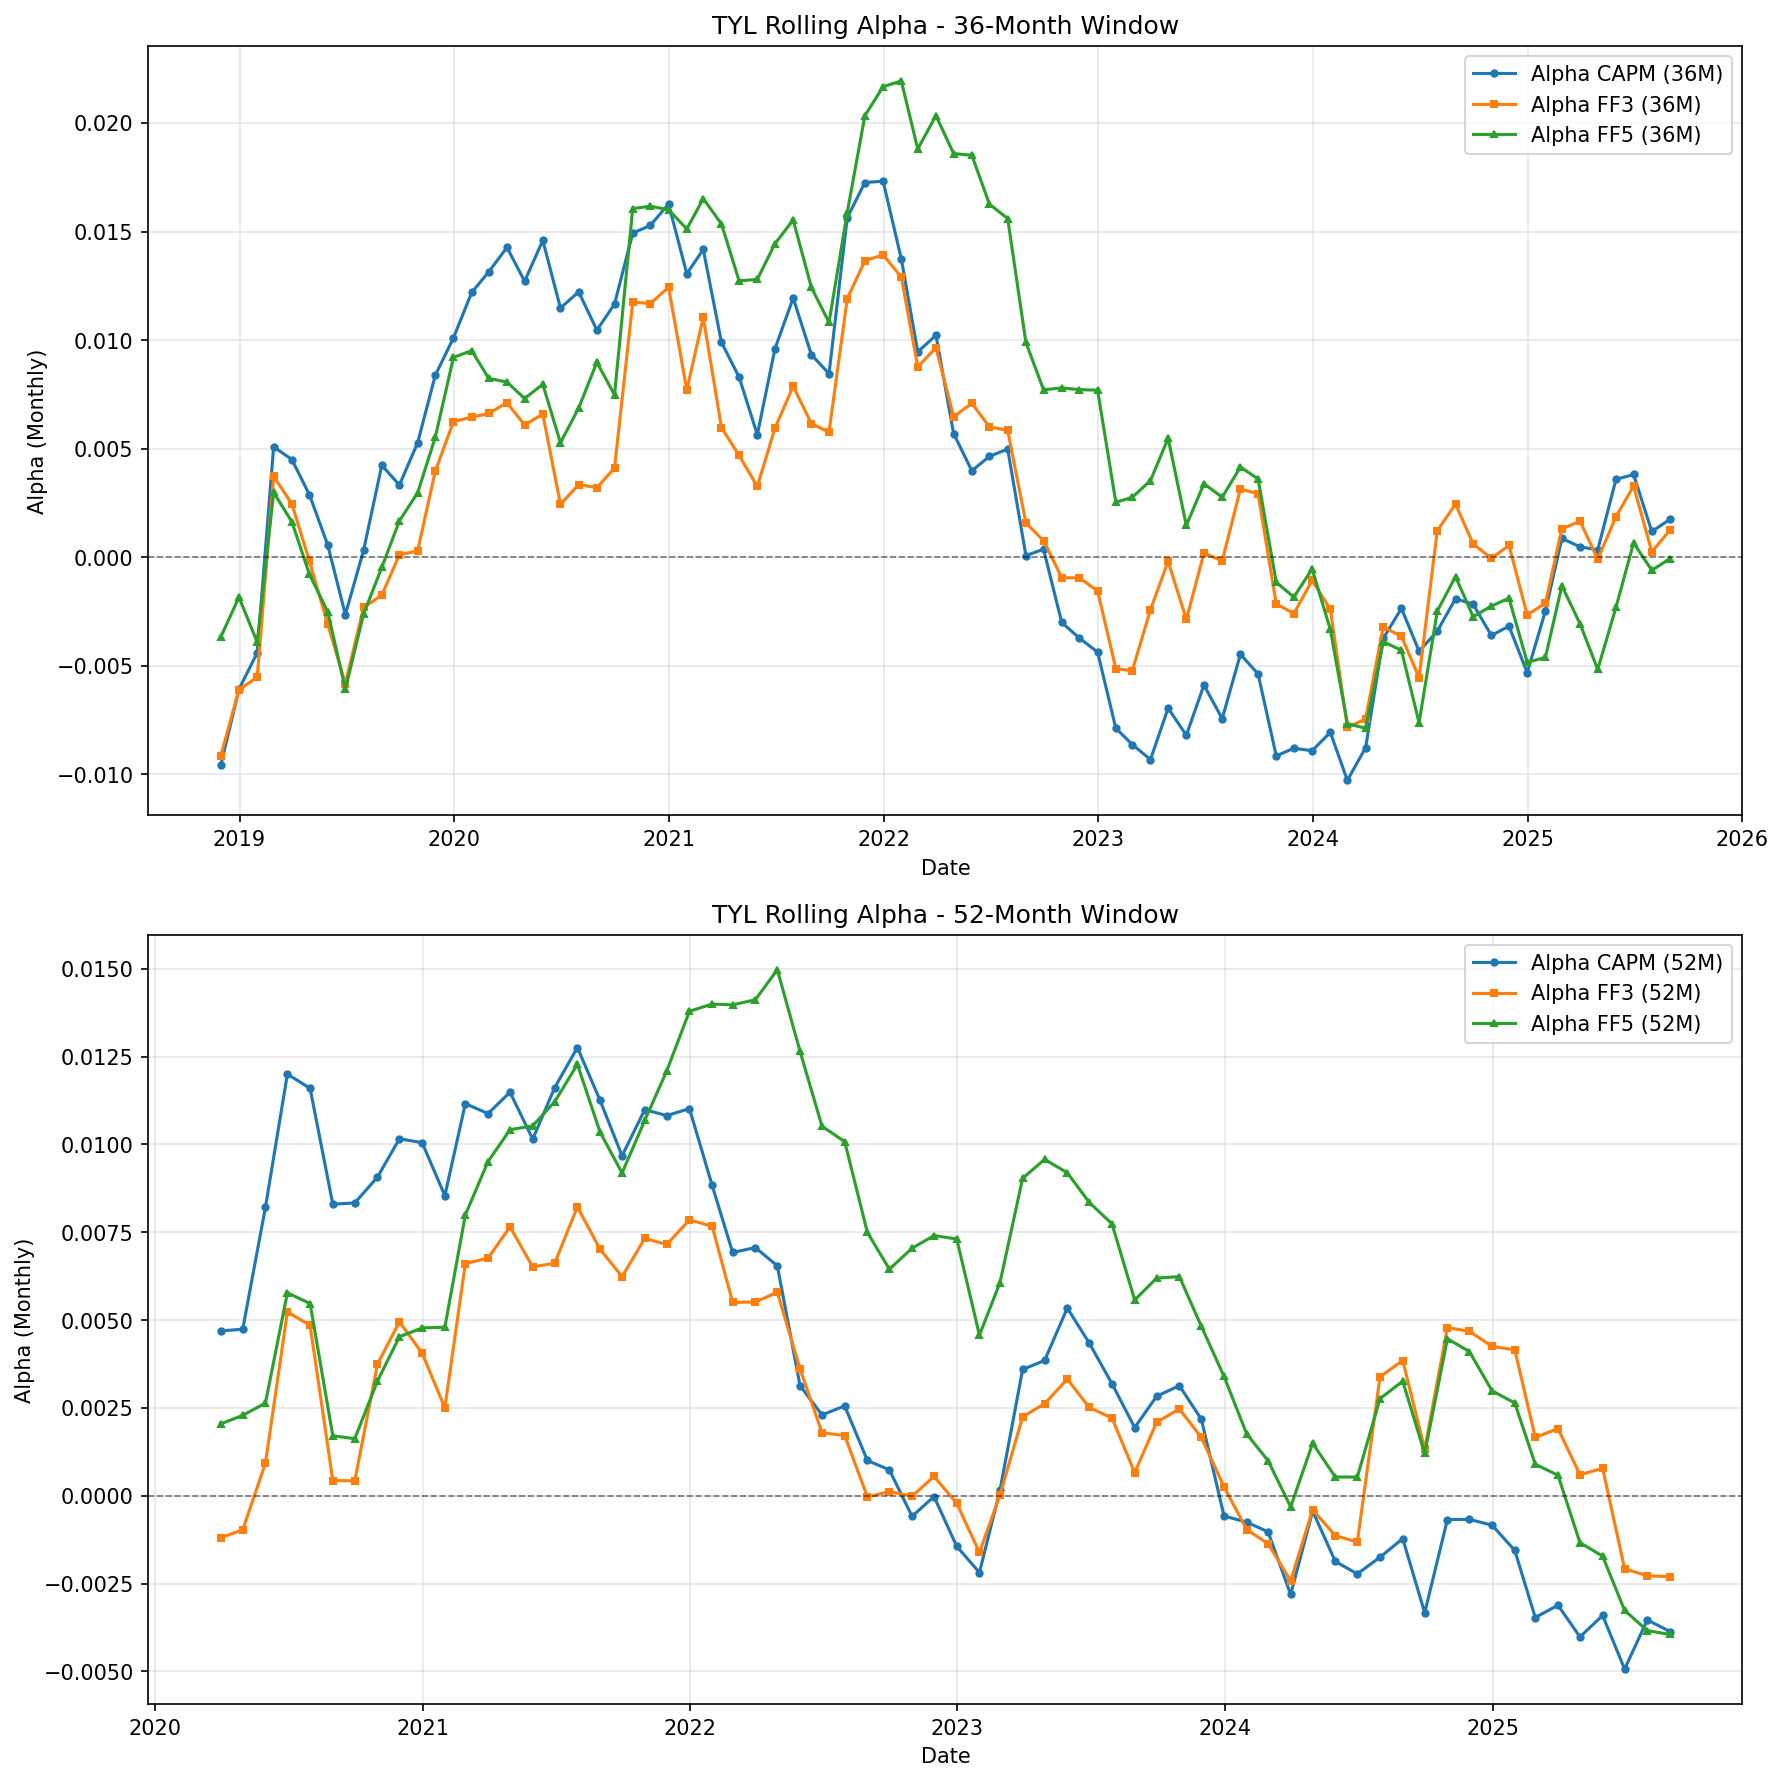 TYL Rolling Alpha - 36-Month Window
Alpha CAPM (36M)
Alpha FF3 (36M)
Alpha FF5 (36M)
Alpha (Monthly)
0.020
0.015
0.010
0.005
0.000
−0.005
−0.010
2019 2020 2021 2022 2023 2024 2025 2026
Date
TYL Rolling Alpha - 52-Month Window
Alpha CAPM (52M)
Alpha FF3 (52M)
Alpha FF5 (52M)
Alpha (Monthly)
0.0150
0.0125
0.0100
0.0075
0.0050
0.0025
0.0000
−0.0025
−0.0050
2020 2021 2022 2023 2024 2025
Date